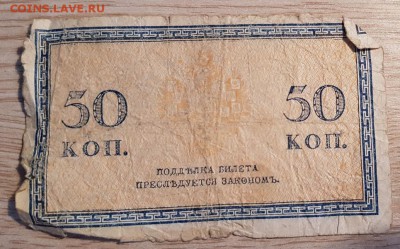 COINS.LAVE.RU
50 50
КОП. КОП.
ПОДДѢЛКА БИЛЕТА
ПРЕСЛѢДУЕТСЯ ЗАКОНОМЪ.